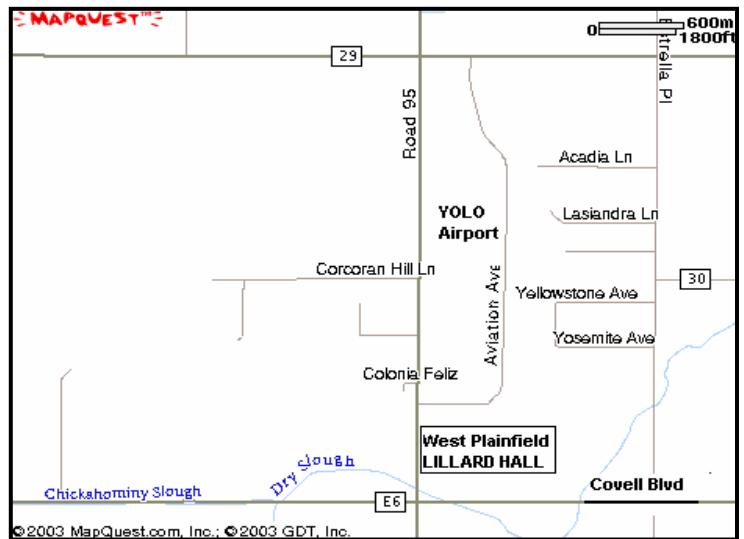 MAPQUEST™
0 600m
1800ft
29
Road 95
Estrella Pl
Acadia Ln
YOLO
Airport
Lasiandra Ln
Corcoran Hill Ln
30
Yellowstone Ave
Aviation Ave
Yosemite Ave
Colonia Feliz
West Plainfield
LILLARD HALL
Dry Slough
Covell Blvd
Chickahominy Slough
E6
©2003 MapQuest.com, Inc.; ©2003 GDT, Inc.